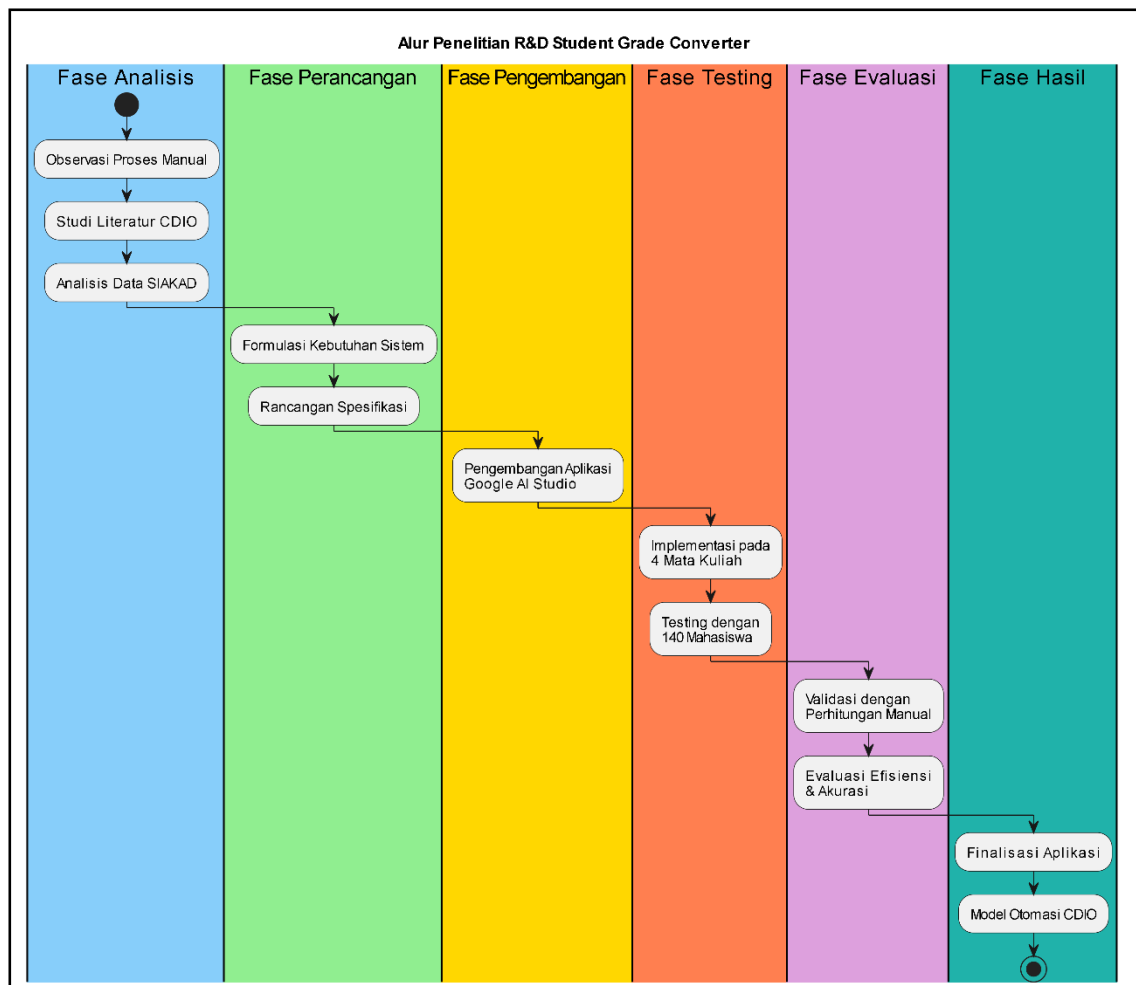 Alur Penelitian R&D Student Grade Converter
Fase Analisis
Fase Perancangan
Fase Pengembangan
Fase Testing
Fase Evaluasi
Fase Hasil
Observasi Proses Manual
Studi Literatur CDIO
Analisis Data SIAKAD
Formulasi Kebutuhan Sistem
Rancangan Spesifikasi
Pengembangan Aplikasi
Google AI Studio
Implementasi pada
4 Mata Kuliah
Testing dengan
140 Mahasiswa
Validasi dengan
Perhitungan Manual
Evaluasi Efisiensi
& Akurasi
Finalisasi Aplikasi
Model Otomasi CDIO